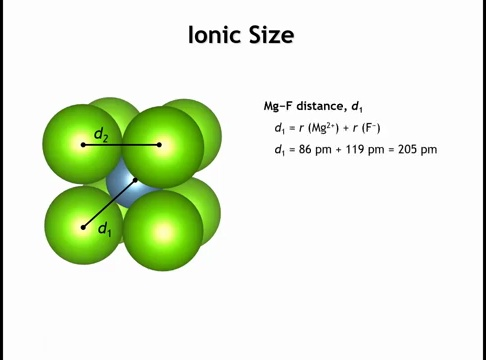 Ionic Size
Mg–F distance, d₁
d₁ = r (Mg²⁺) + r (F⁻)
d₁ = 86 pm + 119 pm = 205 pm
d₂
d₁